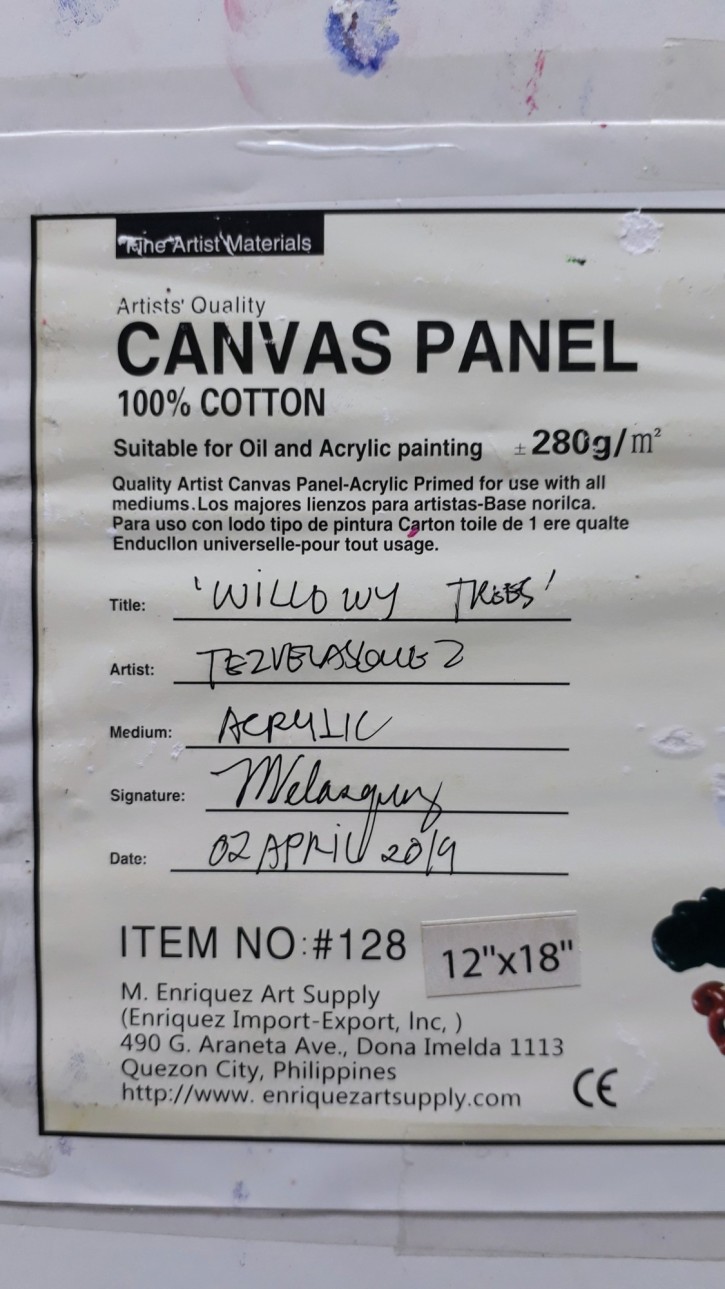 Fine Artist Materials
Artists' Quality
CANVAS PANEL
100% COTTON
Suitable for Oil and Acrylic painting ±280g/m²
Quality Artist Canvas Panel-Acrylic Primed for use with all
mediums.Los majores lienzos para artistas-Base norilca.
Para uso con lodo tipo de pintura Carton toile de 1 ere qualte
Enducllon universelle-pour tout usage.
Title: 'WILLOWY TREES'
Artist: TEZVELASQUEZ
Medium: ACRYLIC
Signature: MVelasquez
Date: 02 APRIL 2019
ITEM NO:#128 12"x18"
M. Enriquez Art Supply
(Enriquez Import-Export, Inc, )
490 G. Araneta Ave., Dona Imelda 1113
Quezon City, Philippines
http://www. enriquezartsupply.com CE